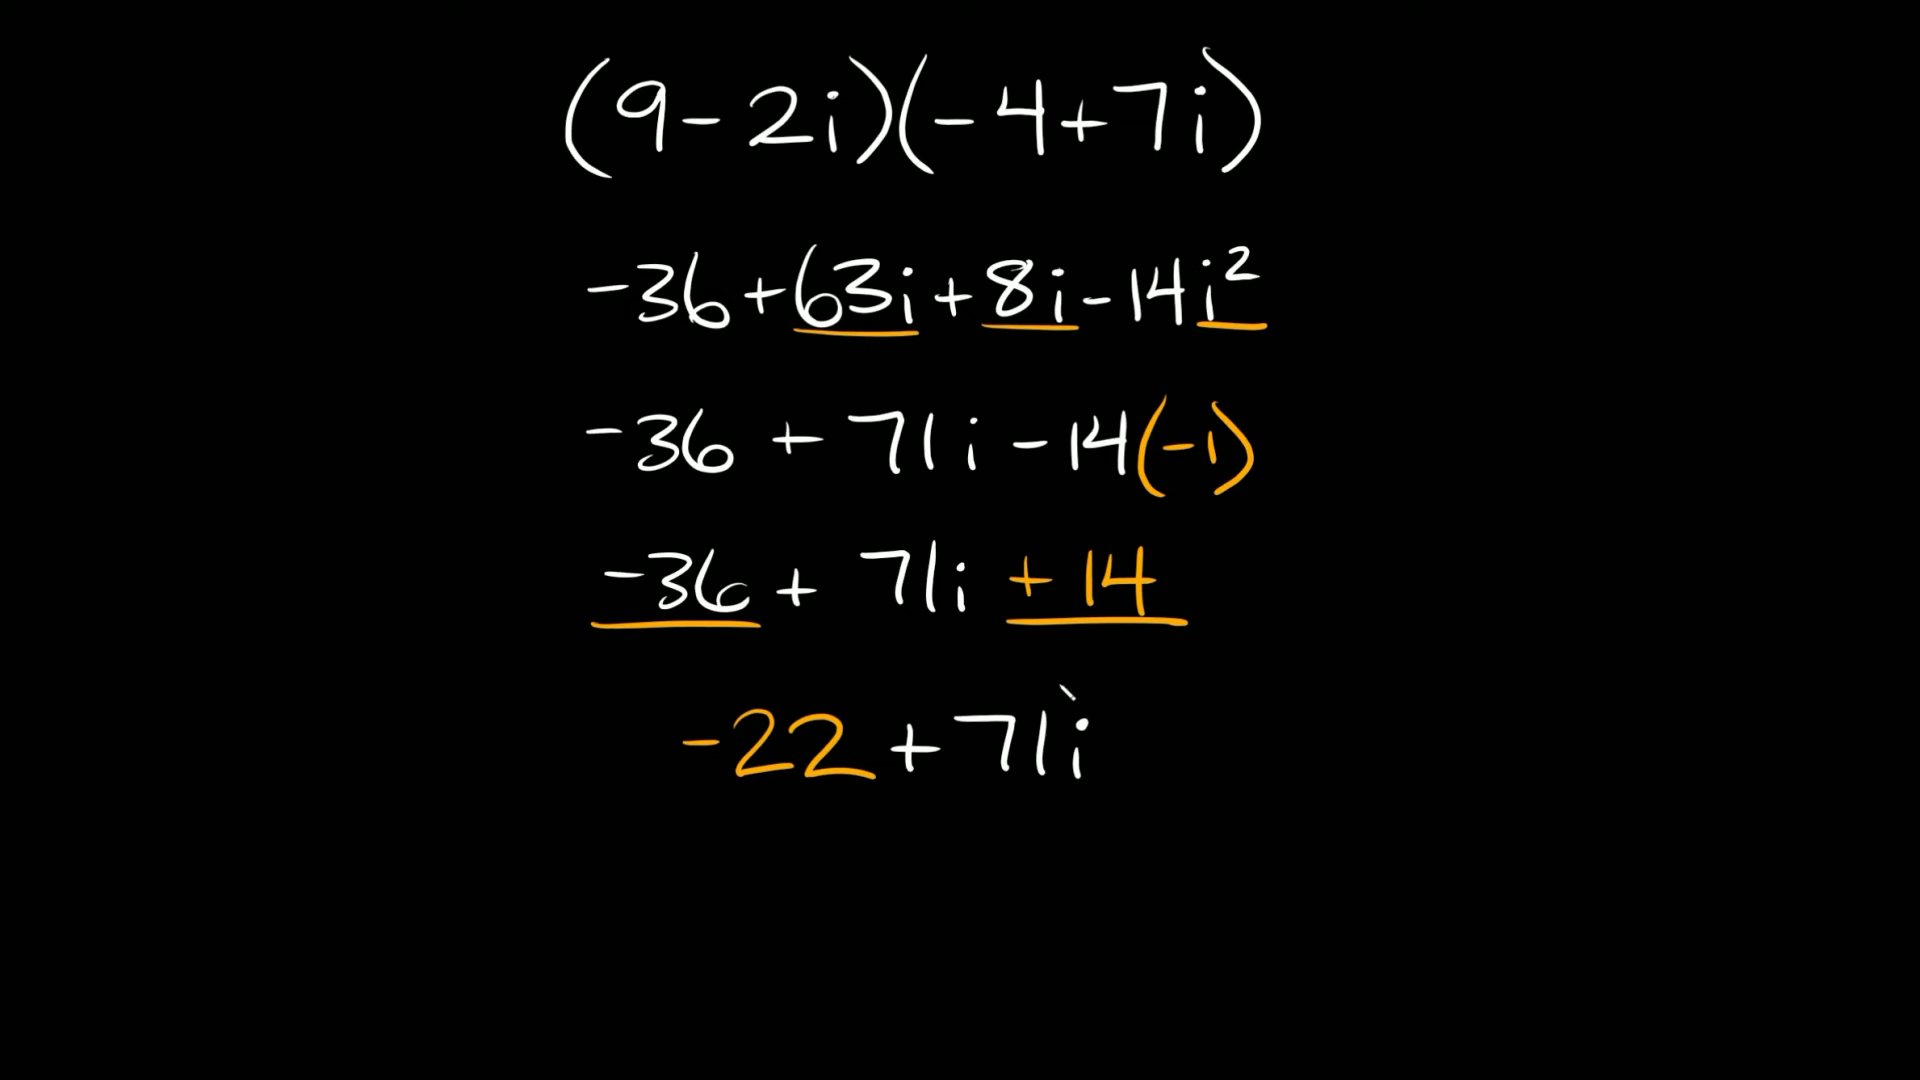 (9-2i)(-4+7i)
-36+63i+8i-14i²
-36 + 71i -14(-1)
-36 + 71i + 14
-22 + 71i